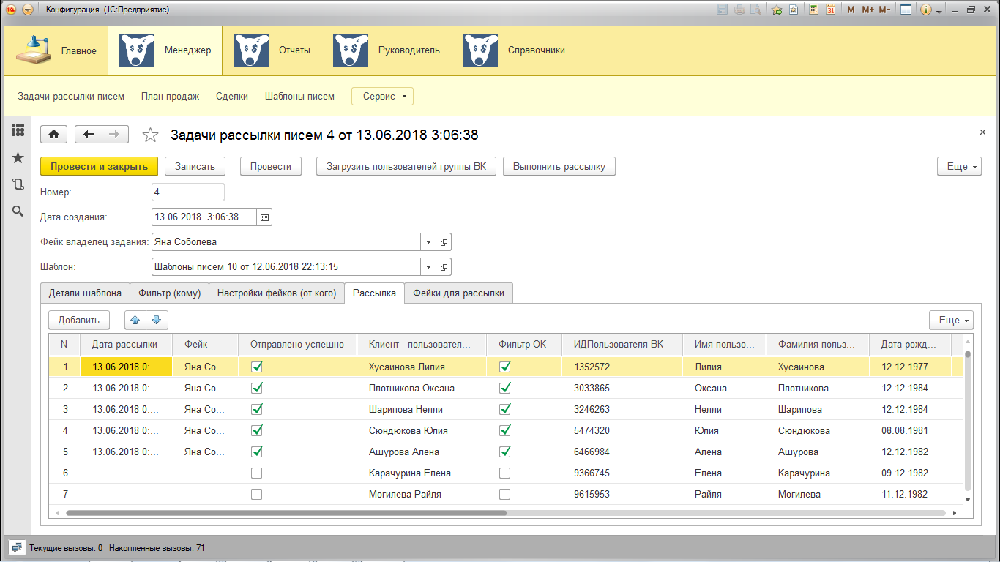 Конфигурация (1С:Предприятие)
M M+ M-
Главное Менеджер Отчеты Руководитель Справочники
Задачи рассылки писем План продаж Сделки Шаблоны писем Сервис
Задачи рассылки писем 4 от 13.06.2018 3:06:38
Провести и закрыть Записать Провести Загрузить пользователей группы ВК Выполнить рассылку Еще
Номер: 4
Дата создания: 13.06.2018 3:06:38
Фейк владелец задания: Яна Соболева
Шаблон: Шаблоны писем 10 от 12.06.2018 22:13:15
Детали шаблона Фильтр (кому) Настройки фейков (от кого) Рассылка Фейки для рассылки
Добавить Еще
N Дата рассылки Фейк Отправлено успешно Клиент - пользовател... Фильтр ОК ИДПользователя ВК Имя пользо... Фамилия польз... Дата рожд...
1 13.06.2018 0:... Яна Со... Хусаинова Лилия 1352572 Лилия Хусаинова 12.12.1977
2 13.06.2018 0:... Яна Со... Плотникова Оксана 3033865 Оксана Плотникова 12.12.1984
3 13.06.2018 0:... Яна Со... Шарипова Нелли 3246263 Нелли Шарипова 12.12.1984
4 13.06.2018 0:... Яна Со... Сюндюкова Юлия 5474320 Юлия Сюндюкова 08.08.1981
5 13.06.2018 0:... Яна Со... Ашурова Алена 6466984 Алена Ашурова 12.12.1982
6 Карачурина Елена 9366745 Елена Карачурина 09.12.1982
7 Могилева Райля 9615953 Райля Могилева 11.12.1982
Текущие вызовы: 0 Накопленные вызовы: 71